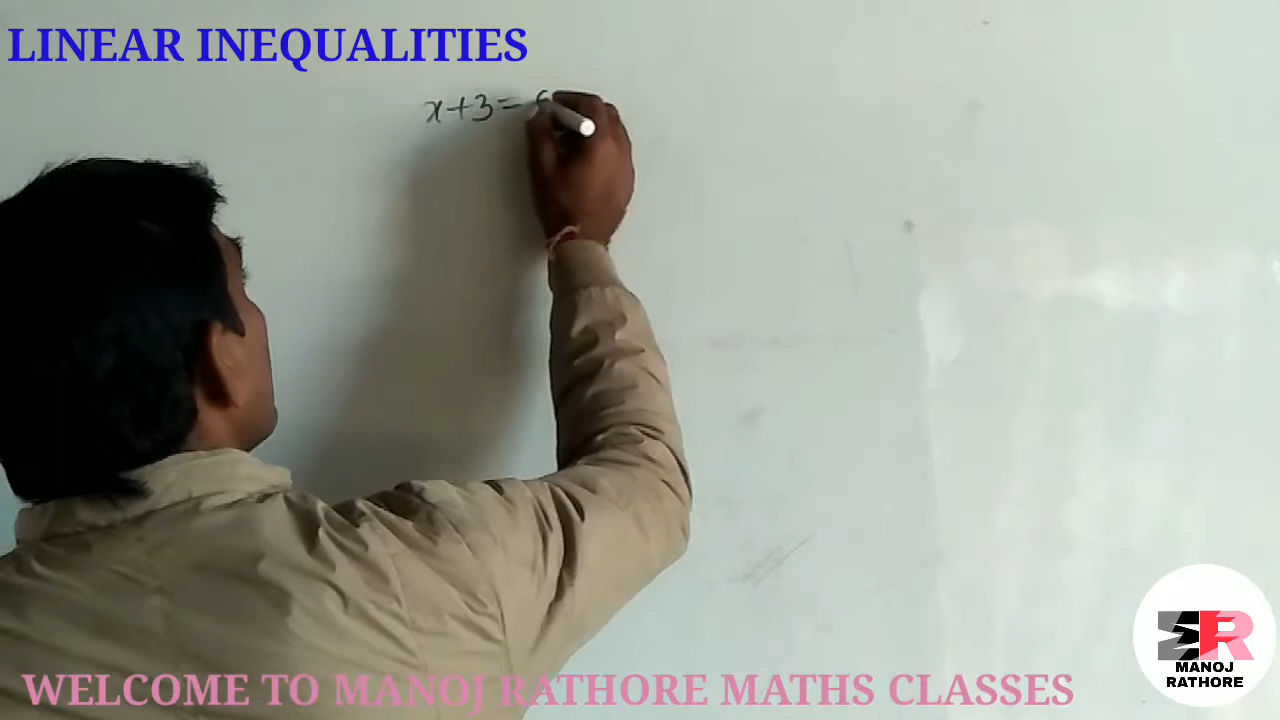 LINEAR INEQUALITIES
x+3=
WELCOME TO MANOJ RATHORE MATHS CLASSES
MANOJ
RATHORE